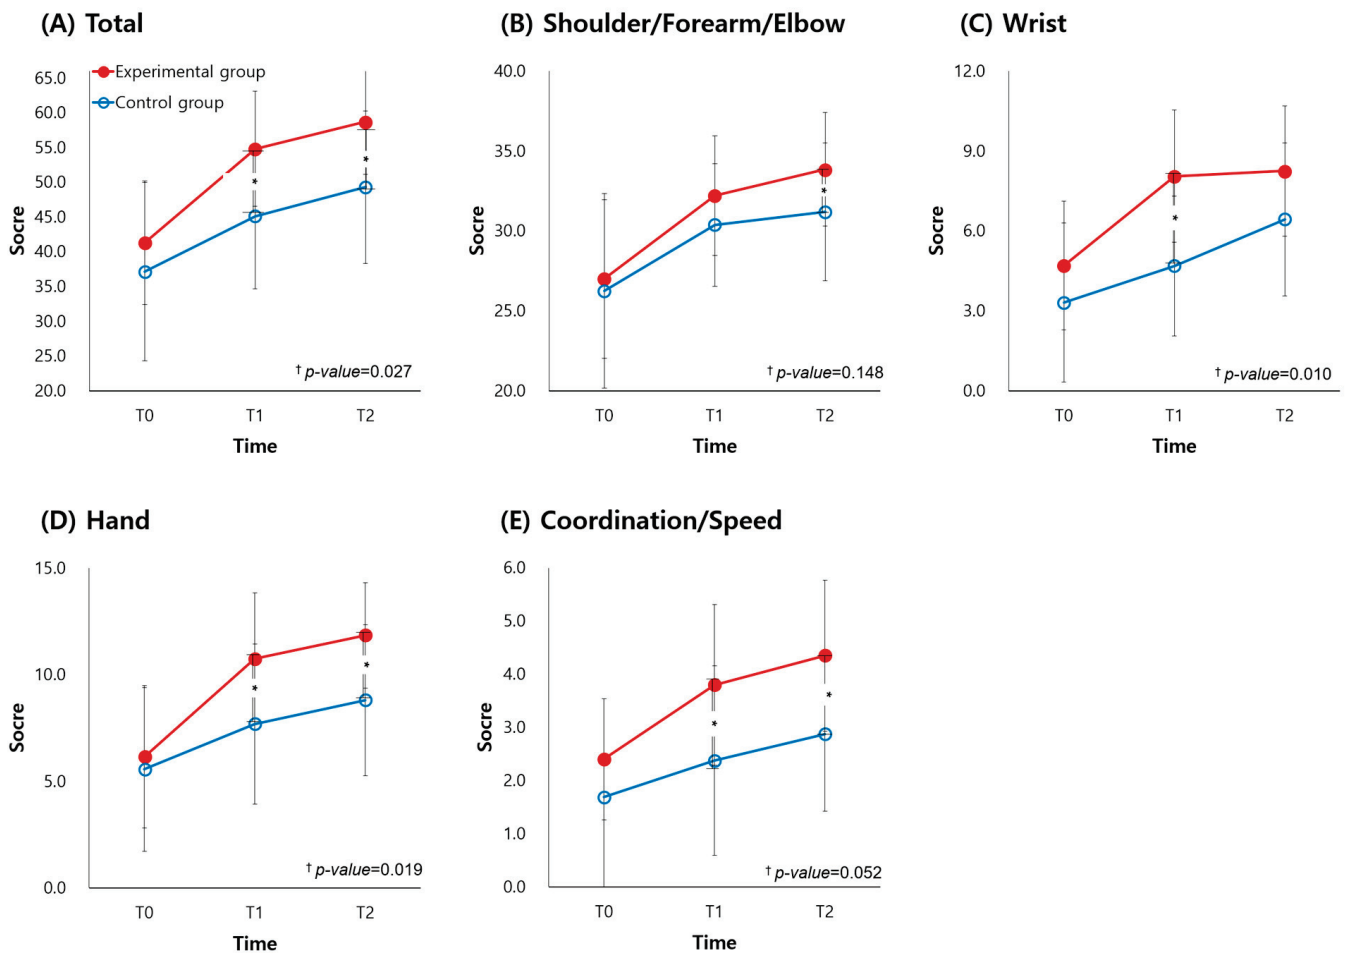 (A) Total
65.0
60.0
55.0
50.0
45.0
40.0
35.0
30.0
25.0
20.0
Socre
Experimental group
Control group
*
*
† p-value=0.027
T0 T1 T2
Time
(B) Shoulder/Forearm/Elbow
40.0
35.0
30.0
25.0
20.0
Socre
*
† p-value=0.148
T0 T1 T2
Time
(C) Wrist
12.0
9.0
6.0
3.0
0.0
Socre
*
† p-value=0.010
T0 T1 T2
Time
(D) Hand
15.0
10.0
5.0
0.0
Socre
*
*
† p-value=0.019
T0 T1 T2
Time
(E) Coordination/Speed
6.0
5.0
4.0
3.0
2.0
1.0
0.0
Socre
*
*
† p-value=0.052
T0 T1 T2
Time